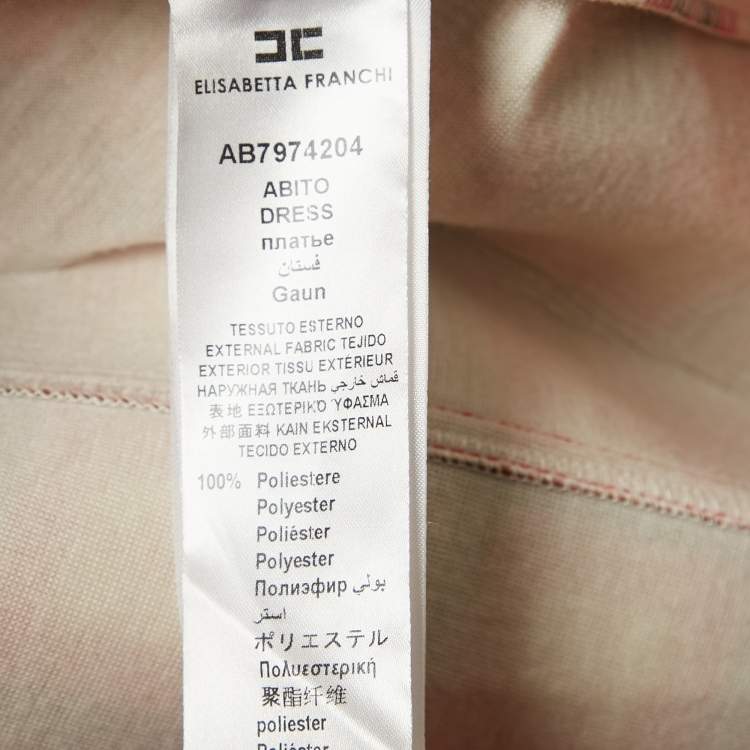 ELISABETTA FRANCHI
AB7974204
ABITO
DRESS
платье
فستان
Gaun
TESSUTO ESTERNO
EXTERNAL FABRIC TEJIDO
EXTERIOR TISSU EXTÉRIEUR
НАРУЖНАЯ ТКАНЬ قماش خارجي
表地 ΕΞΩΤΕΡΙΚΌ ΎΦΑΣΜΑ
外部面料 KAIN EKSTERNAL
TECIDO EXTERNO
100% Poliestere
Polyester
Poliéster
Polyester
Полиэфир بولي
استر
ポリエステル
Πολυεστερική
聚酯纤维
poliester
Poliéster